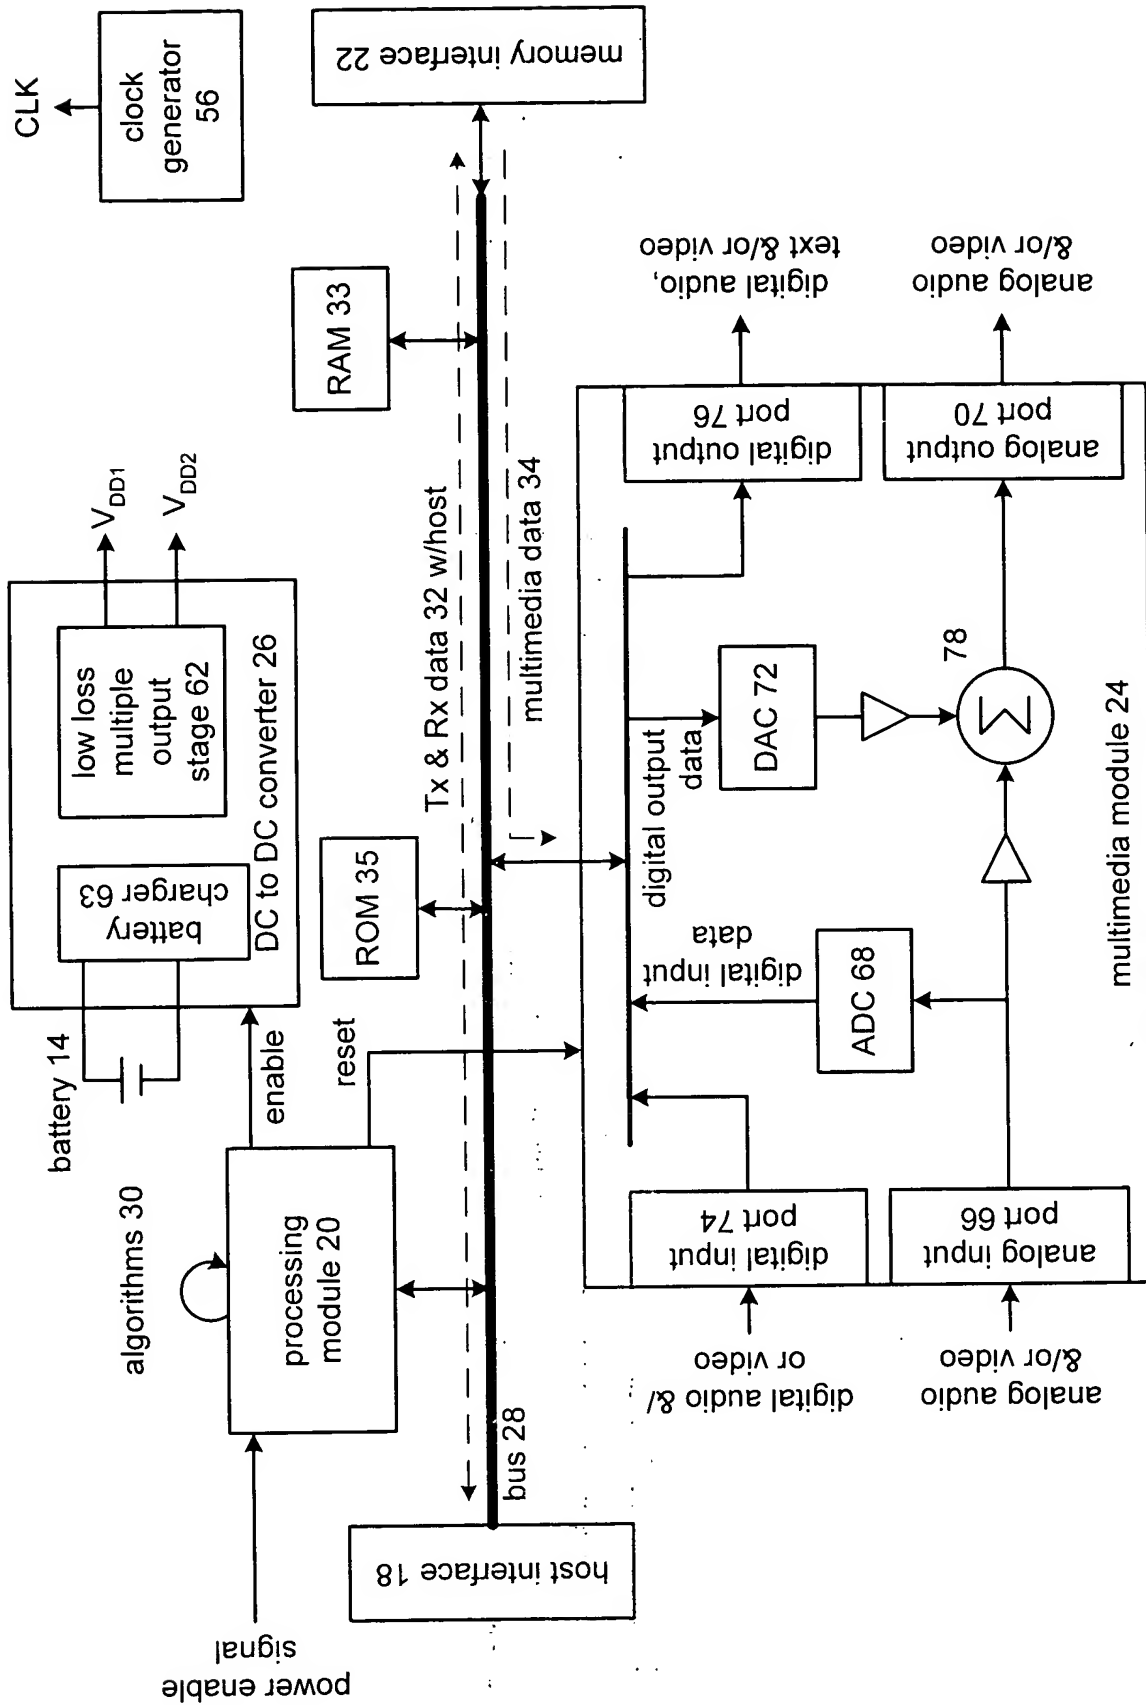 CLK
clock
generator
56
memory interface 22
V_DD1
V_DD2
low loss
multiple
output
stage 62
battery
charger 63
DC to DC converter 26
battery 14
enable
reset
RAM 33
ROM 35
Tx & Rx data 32 w/host
multimedia data 34
algorithms 30
processing
module 20
power enable
signal
bus 28
host interface 18
digital audio,
text &/or video
analog audio
&/or video
digital output
port 76
analog output
port 70
78
Σ
digital output
data
DAC 72
digital input
data
ADC 68
multimedia module 24
digital input
port 74
analog input
port 66
digital audio &/
or video
analog audio
&/or video